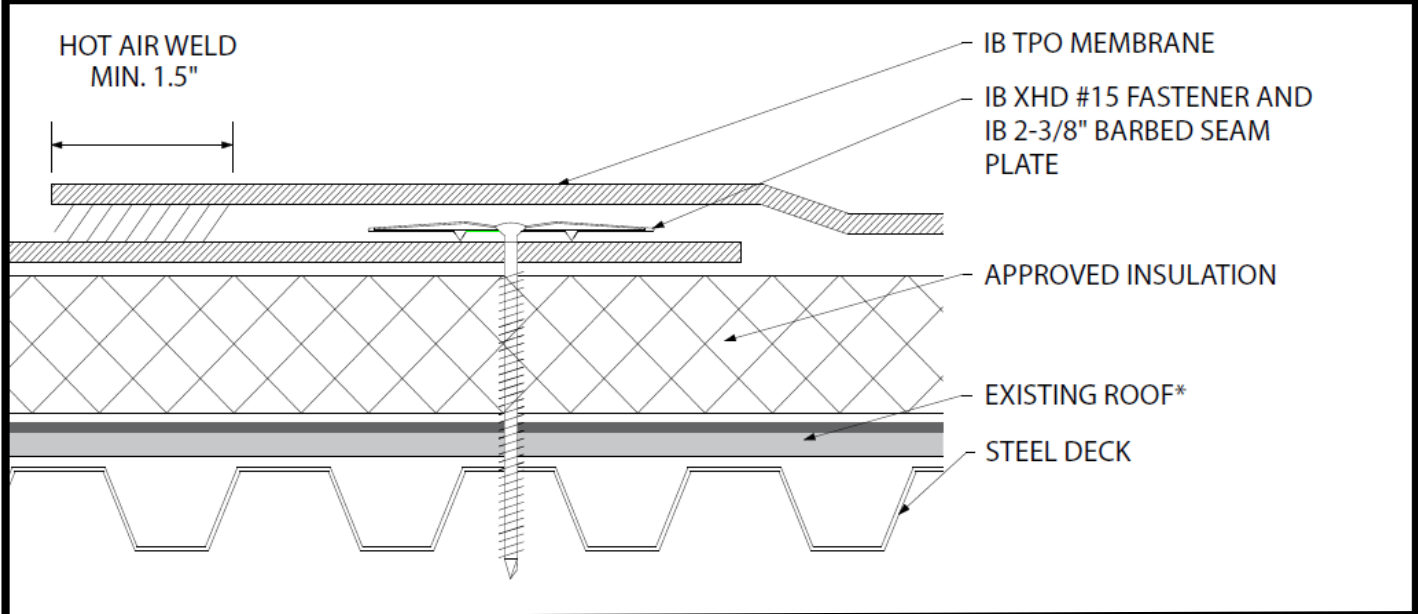 HOT AIR WELD
MIN. 1.5"
IB TPO MEMBRANE
IB XHD #15 FASTENER AND
IB 2-3/8" BARBED SEAM
PLATE
APPROVED INSULATION
EXISTING ROOF*
STEEL DECK